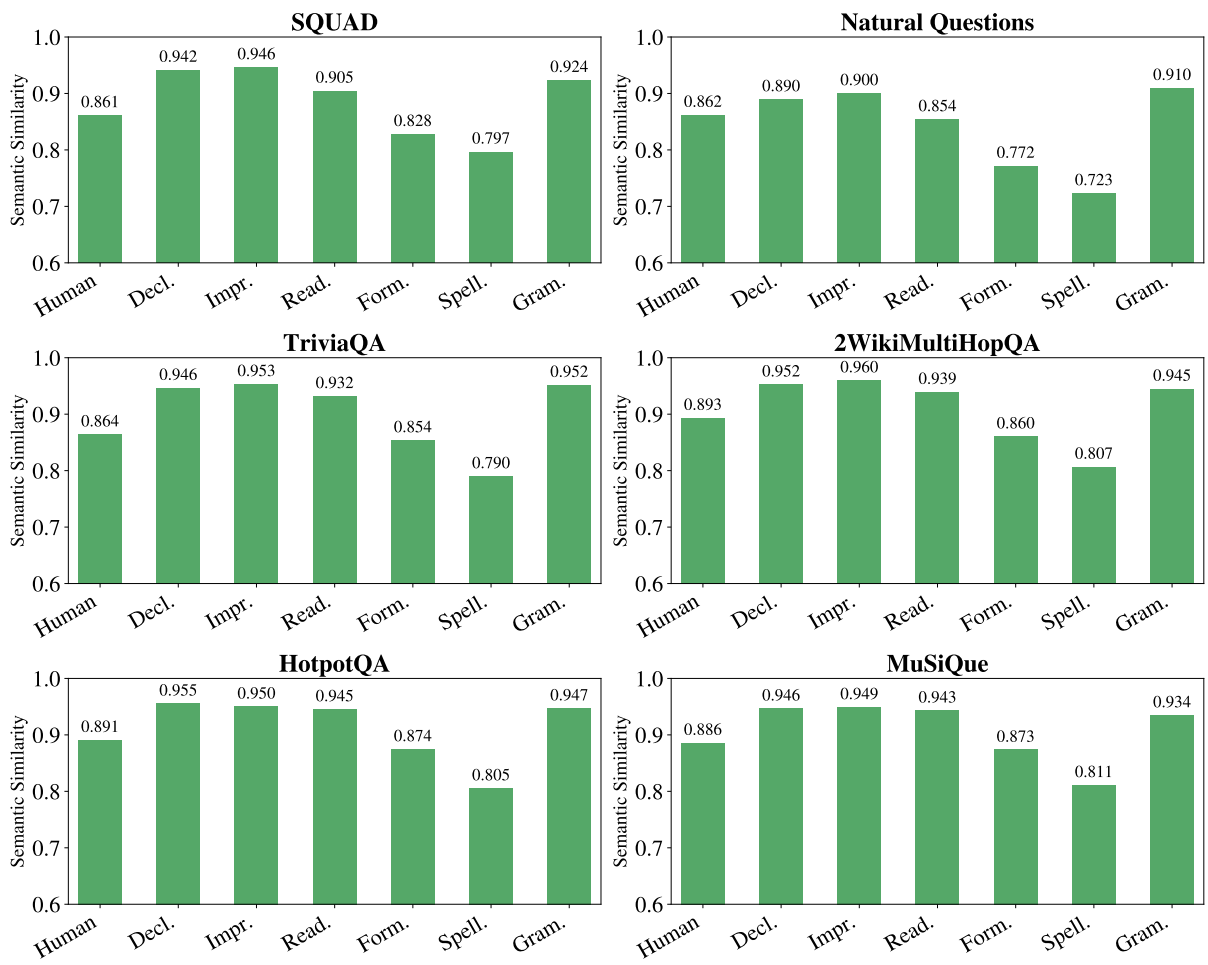 SQUAD
Semantic Similarity
1.0
0.9
0.8
0.7
0.6
0.861
0.942
0.946
0.905
0.828
0.797
0.924
Human
Decl.
Impr.
Read.
Form.
Spell.
Gram.
Natural Questions
Semantic Similarity
1.0
0.9
0.8
0.7
0.6
0.862
0.890
0.900
0.854
0.772
0.723
0.910
Human
Decl.
Impr.
Read.
Form.
Spell.
Gram.
TriviaQA
Semantic Similarity
1.0
0.9
0.8
0.7
0.6
0.864
0.946
0.953
0.932
0.854
0.790
0.952
Human
Decl.
Impr.
Read.
Form.
Spell.
Gram.
2WikiMultiHopQA
Semantic Similarity
1.0
0.9
0.8
0.7
0.6
0.893
0.952
0.960
0.939
0.860
0.807
0.945
Human
Decl.
Impr.
Read.
Form.
Spell.
Gram.
HotpotQA
Semantic Similarity
1.0
0.9
0.8
0.7
0.6
0.891
0.955
0.950
0.945
0.874
0.805
0.947
Human
Decl.
Impr.
Read.
Form.
Spell.
Gram.
MuSiQue
Semantic Similarity
1.0
0.9
0.8
0.7
0.6
0.886
0.946
0.949
0.943
0.873
0.811
0.934
Human
Decl.
Impr.
Read.
Form.
Spell.
Gram.